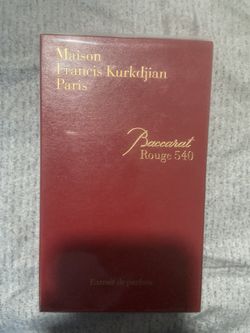 Maison
Francis Kurkdjian
Paris
Baccarat
Rouge 540
Extrait de parfum